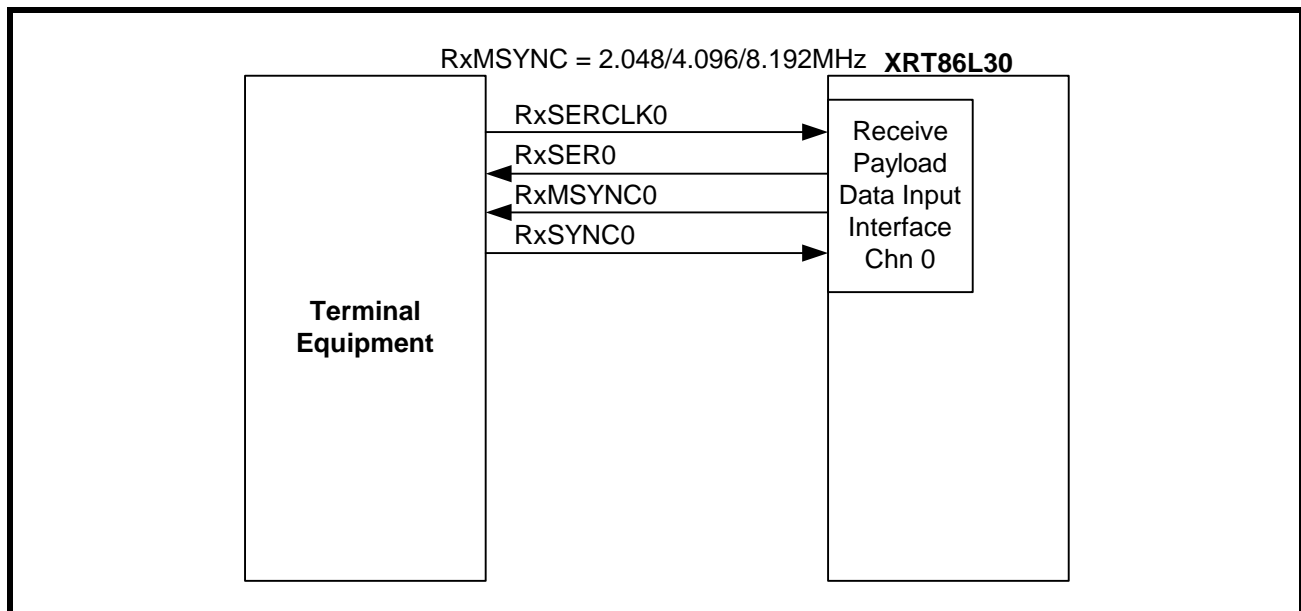 RxMSYNC = 2.048/4.096/8.192MHz XRT86L30
RxSERCLK0
RxSER0
RxMSYNC0
RxSYNC0
Receive
Payload
Data Input
Interface
Chn 0
Terminal
Equipment